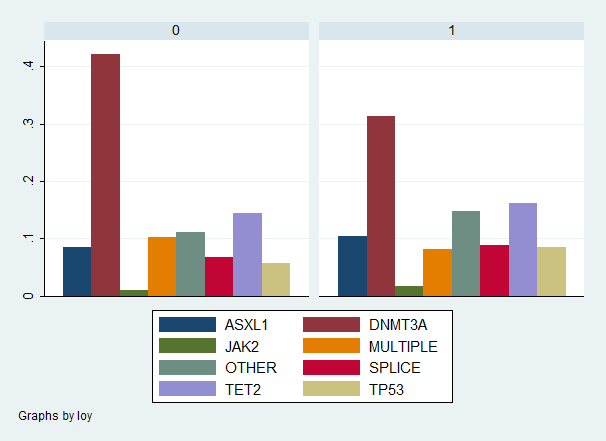 0 1
.4
.3
.2
.1
0
ASXL1 DNMT3A
JAK2 MULTIPLE
OTHER SPLICE
TET2 TP53
Graphs by loy